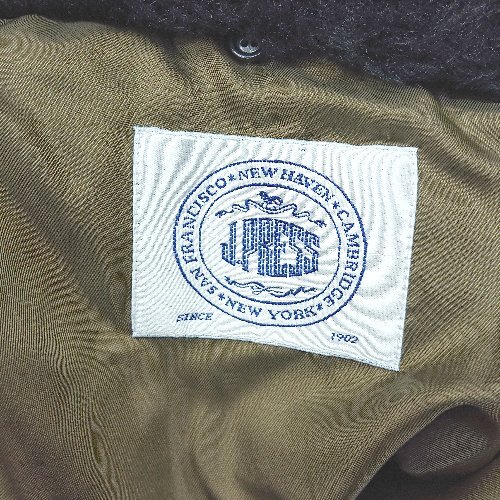 SAN FRANCISCO★NEW HAVEN★CAMBRIDGE★NEW YORK★
J.PRESS
SINCE 1902